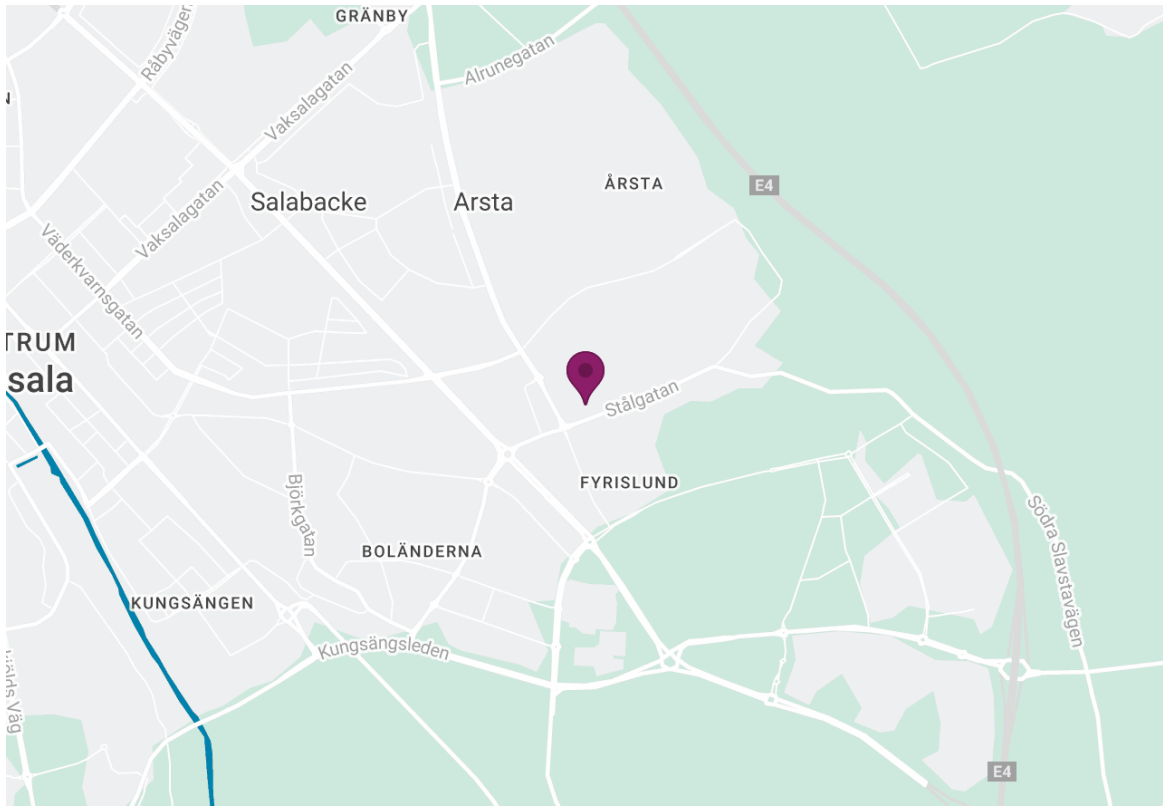 GRÄNBY
Råbyvägen
Alrunegatan
N
Vaksalagatan
ÅRSTA
E4
Salabacke
Arsta
Vaksalagatan
Väderkvarnsgatan
TRUM
sala
Stålgatan
FYRISLUND
Björkgatan
Södra Slavstavägen
BOLÄNDERNA
KUNGSÄNGEN
Kungsängsleden
Väg
E4